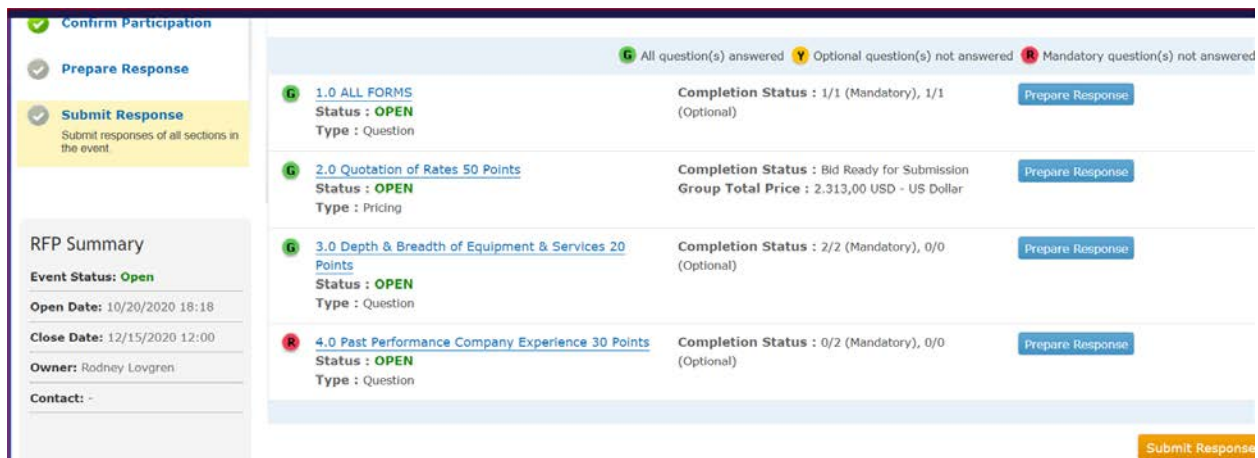 Confirm Participation
Prepare Response
Submit Response
Submit responses of all sections in
the event.
RFP Summary
Event Status: Open
Open Date: 10/20/2020 18:18
Close Date: 12/15/2020 12:00
Owner: Rodney Lovgren
Contact: -
G All question(s) answered Y Optional question(s) not answered R Mandatory question(s) not answered
G 1.0 ALL FORMS
Status : OPEN
Type : Question
Completion Status : 1/1 (Mandatory), 1/1
(Optional)
Prepare Response
G 2.0 Quotation of Rates 50 Points
Status : OPEN
Type : Pricing
Completion Status : Bid Ready for Submission
Group Total Price : 2.313,00 USD - US Dollar
Prepare Response
G 3.0 Depth & Breadth of Equipment & Services 20
Points
Status : OPEN
Type : Question
Completion Status : 2/2 (Mandatory), 0/0
(Optional)
Prepare Response
R 4.0 Past Performance Company Experience 30 Points
Status : OPEN
Type : Question
Completion Status : 0/2 (Mandatory), 0/0
(Optional)
Prepare Response
Submit Response